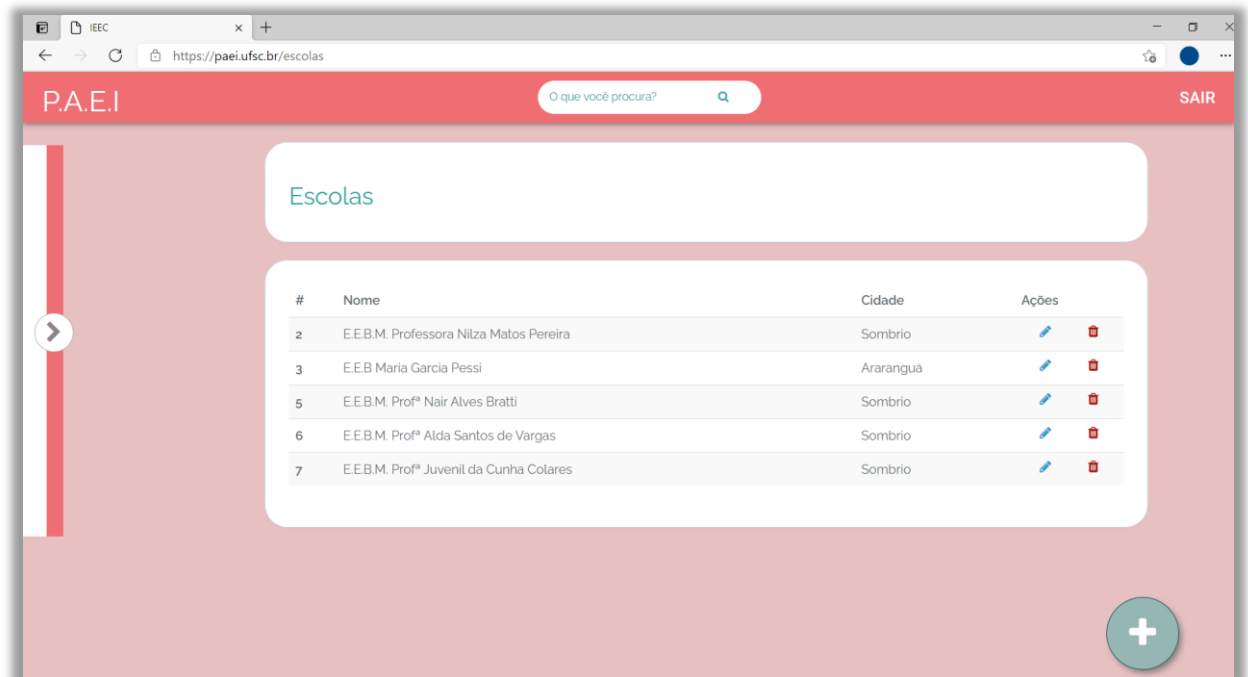 IEEC
https://paei.ufsc.br/escolas
P.A.E.I
O que você procura?
SAIR
Escolas
# Nome Cidade Ações
2 E.E.B.M. Professora Nilza Matos Pereira Sombrio
3 E.E.B Maria Garcia Pessi Araranguá
5 E.E.B.M. Profª Nair Alves Bratti Sombrio
6 E.E.B.M. Profª Alda Santos de Vargas Sombrio
7 E.E.B.M. Profª Juvenil da Cunha Colares Sombrio